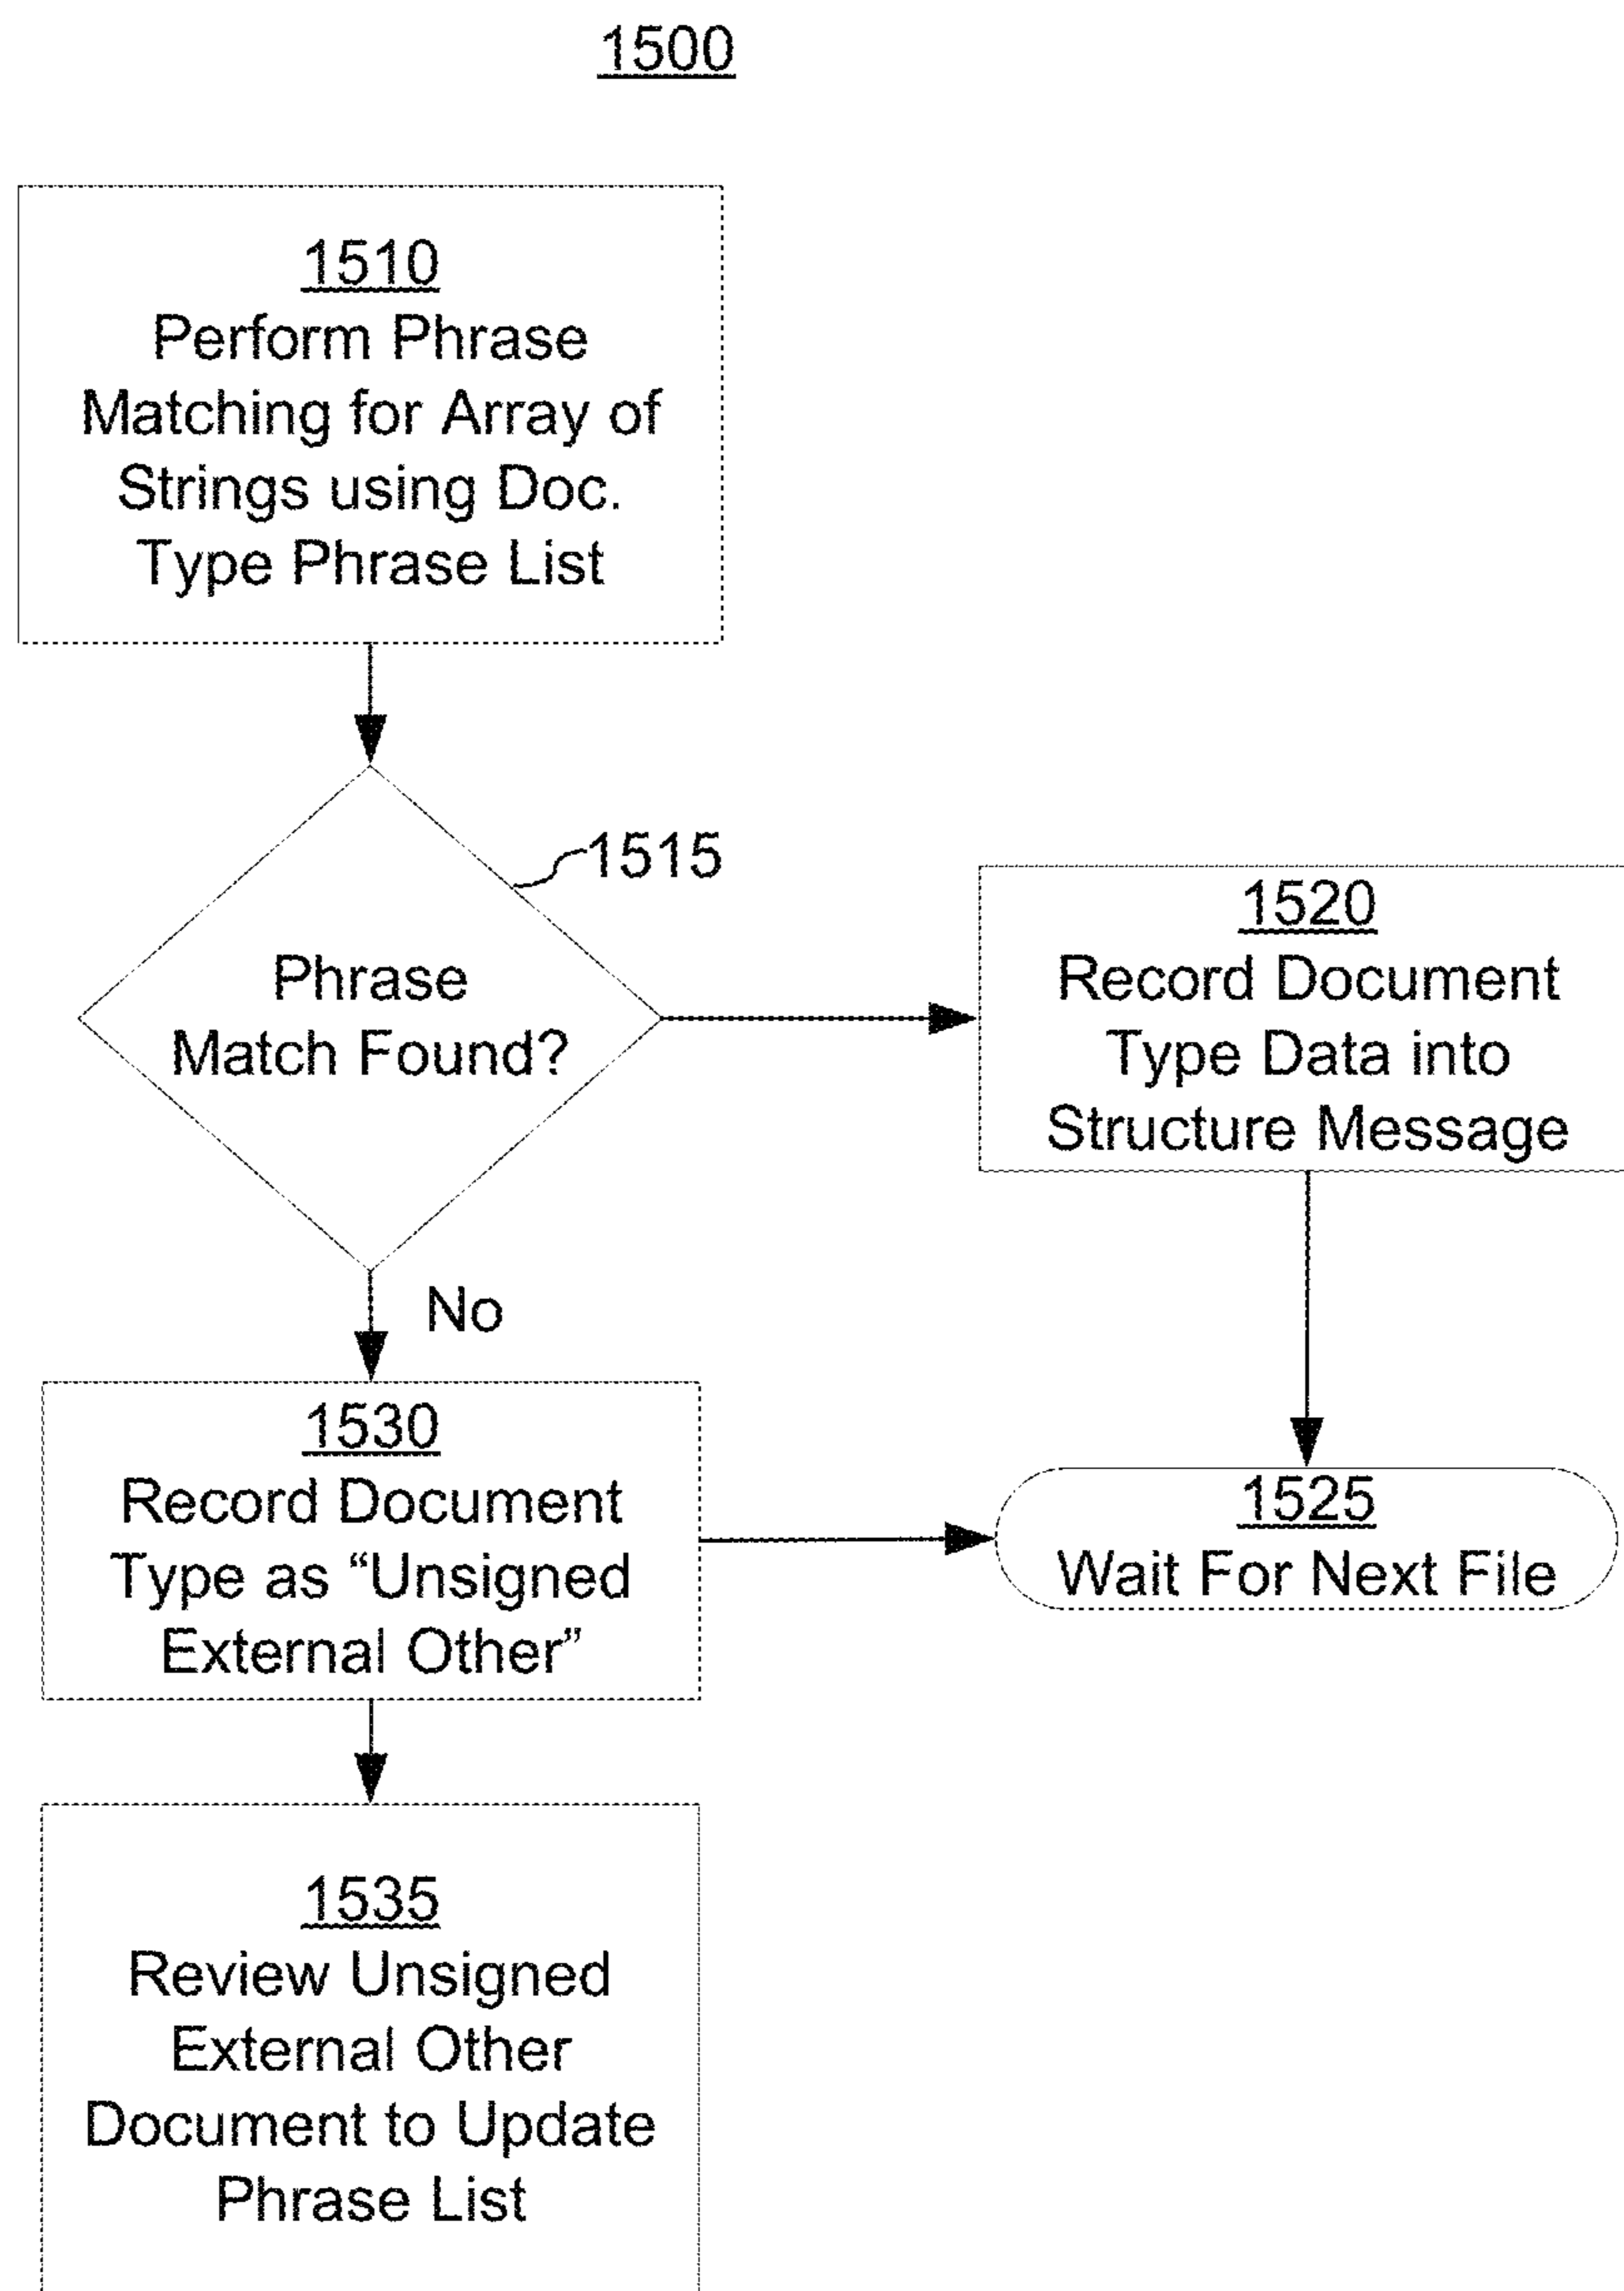 1500
1510
Perform Phrase
Matching for Array of
Strings using Doc.
Type Phrase List
1515
Phrase
Match Found?
1520
Record Document
Type Data into
Structure Message
No
1530
Record Document
Type as “Unsigned
External Other”
1525
Wait For Next File
1535
Review Unsigned
External Other
Document to Update
Phrase List